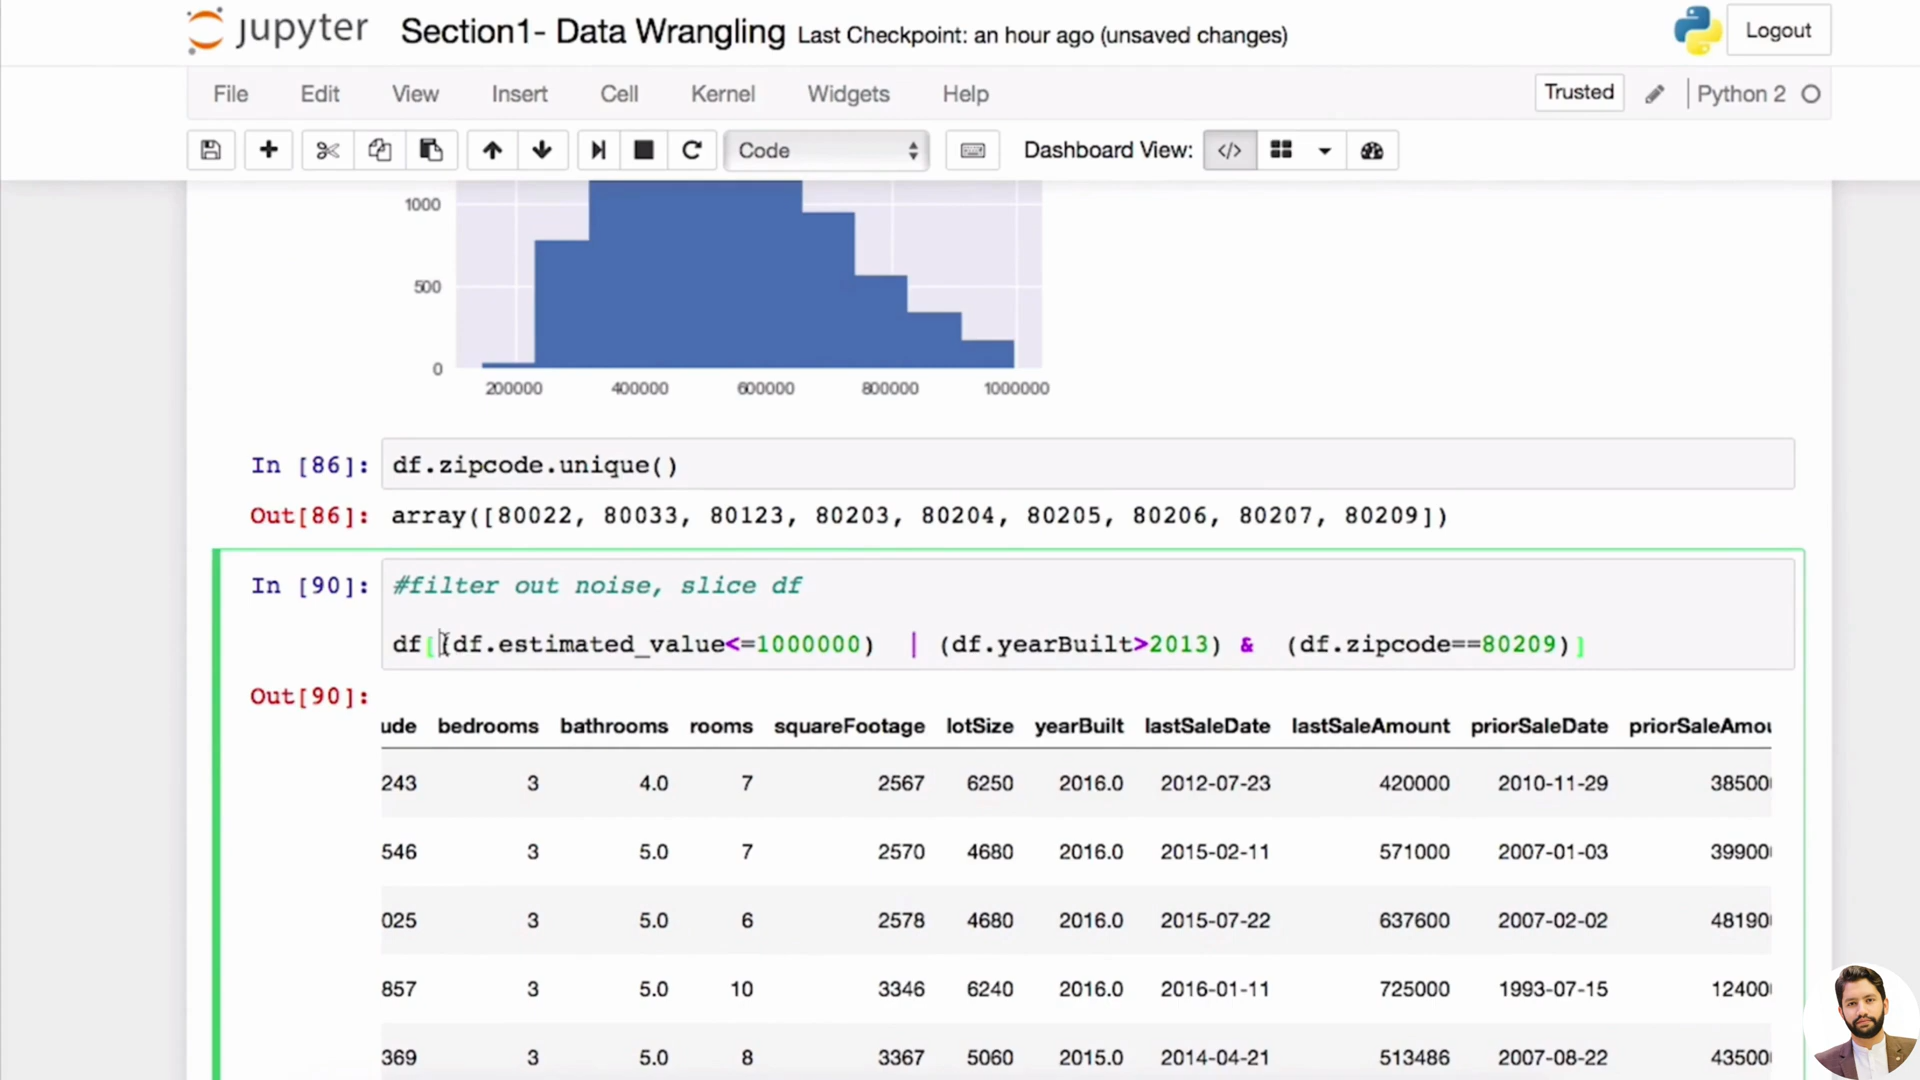 jupyter Section1- Data Wrangling Last Checkpoint: an hour ago (unsaved changes) Logout
File Edit View Insert Cell Kernel Widgets Help Trusted Python 2
Code Dashboard View: </>
1000
500
0
200000 400000 600000 800000 1000000
In [86]: df.zipcode.unique()
Out[86]: array([80022, 80033, 80123, 80203, 80204, 80205, 80206, 80207, 80209])
In [90]: #filter out noise, slice df
df[(df.estimated_value<=1000000) | (df.yearBuilt>2013) & (df.zipcode==80209)]
Out[90]:
ude bedrooms bathrooms rooms squareFootage lotSize yearBuilt lastSaleDate lastSaleAmount priorSaleDate priorSaleAmou
243 3 4.0 7 2567 6250 2016.0 2012-07-23 420000 2010-11-29 38500
546 3 5.0 7 2570 4680 2016.0 2015-02-11 571000 2007-01-03 39900
025 3 5.0 6 2578 4680 2016.0 2015-07-22 637600 2007-02-02 48190
857 3 5.0 10 3346 6240 2016.0 2016-01-11 725000 1993-07-15 12400
369 3 5.0 8 3367 5060 2015.0 2014-04-21 513486 2007-08-22 43500